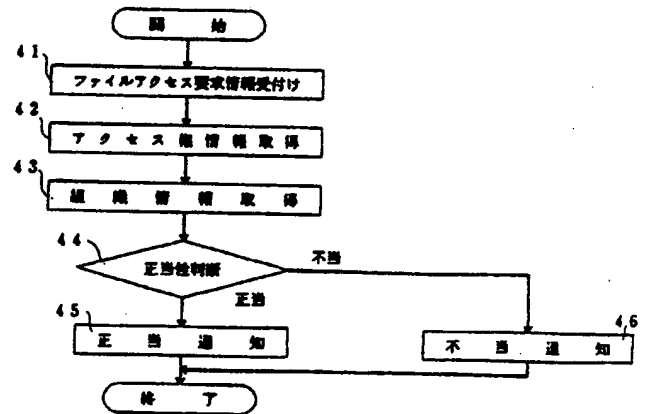 開始
41
ファイルアクセス要求情報受付け
42
アクセス権情報取得
43
組織情報取得
44
正当性判断
不当
正当
45
正当通知
46
不当通知
終了